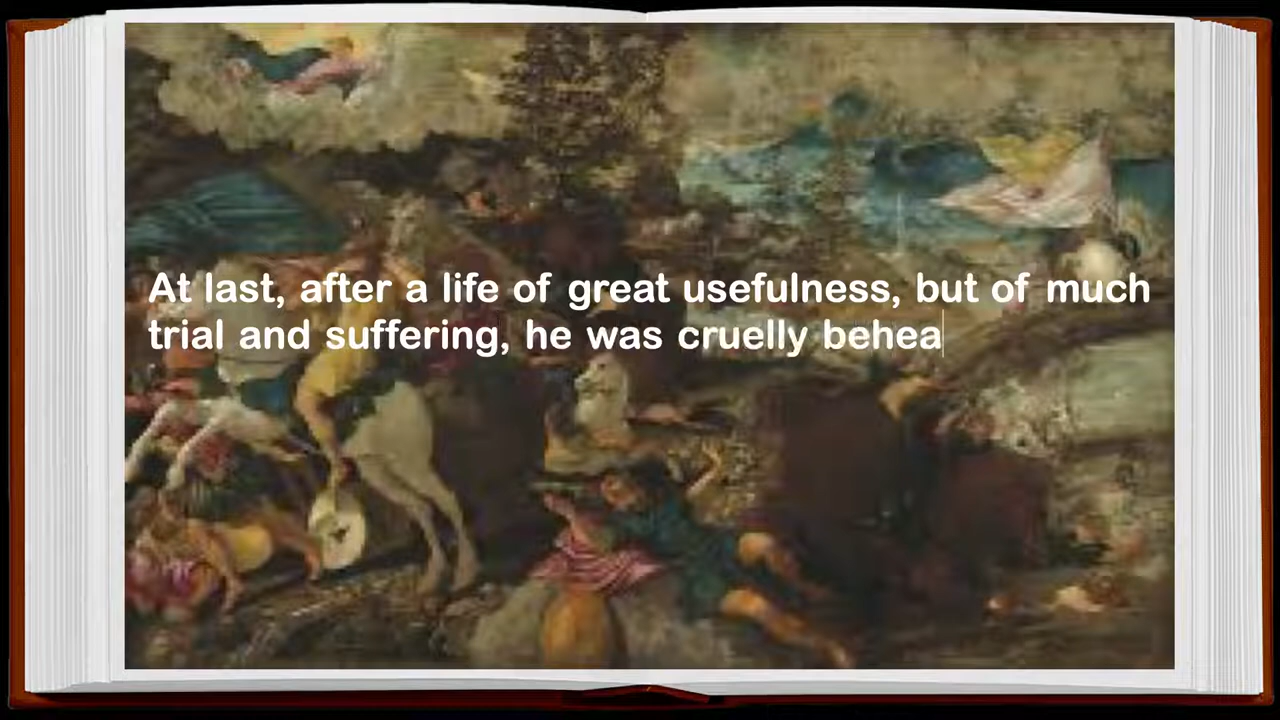 At last, after a life of great usefulness, but of much
trial and suffering, he was cruelly behea